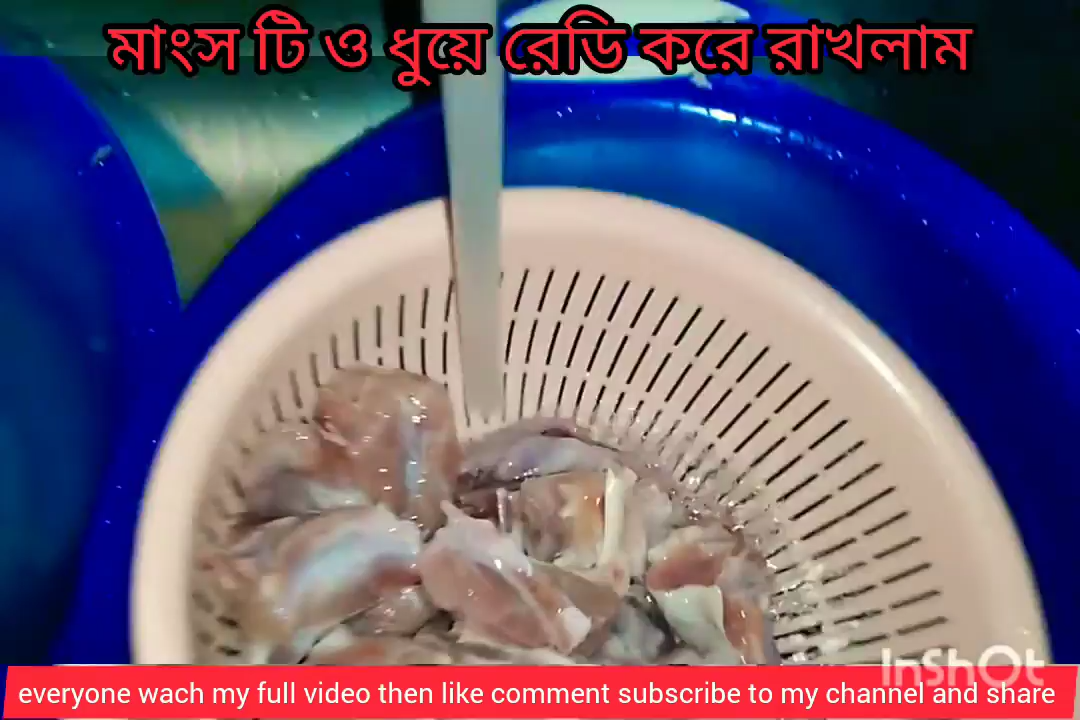 মাংস টি ও ধুয়ে রেডি করে রাখলাম
InShOt
everyone wach my full video then like comment subscribe to my channel and share